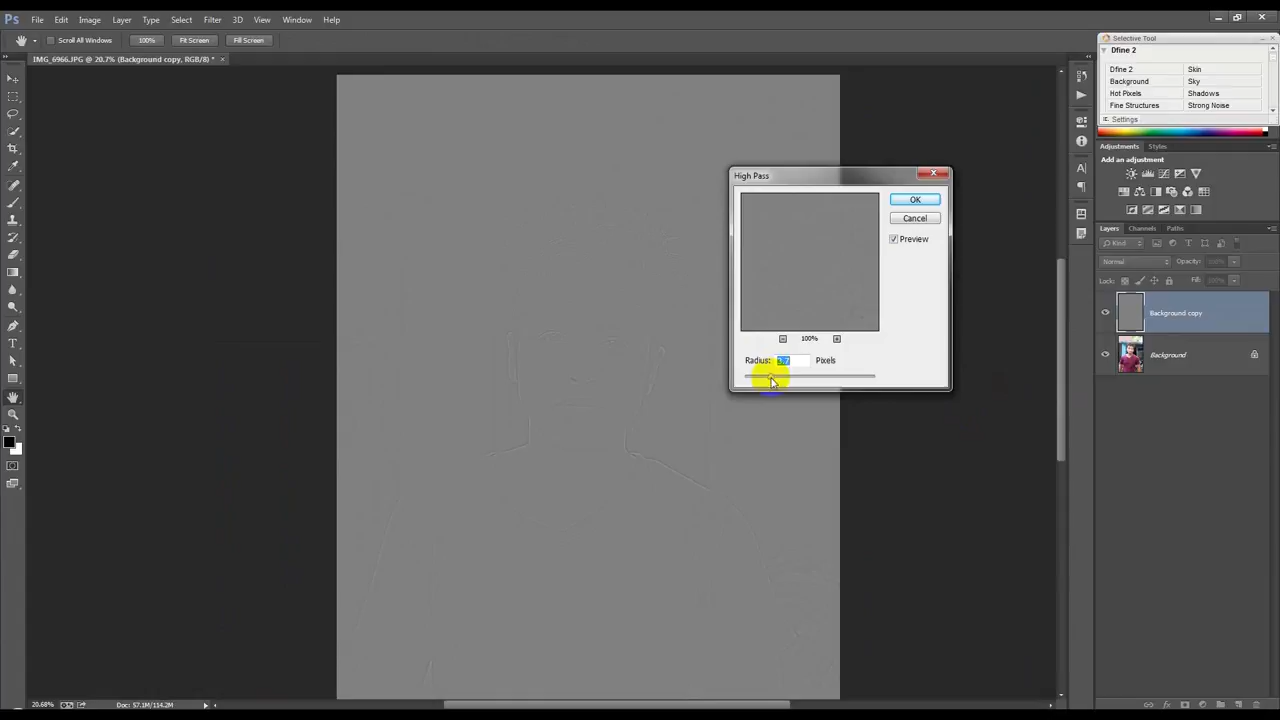 Ps File Edit Image Layer Type Select Filter 3D View Window Help
Scroll All Windows 100% Fit Screen Fill Screen
IMG_6966.JPG @ 20.7% (Background copy, RGB/8) * ×
Selective Tool
Dfine 2
Dfine 2 Skin
Background Sky
Hot Pixels Shadows
Fine Structures Strong Noise
Settings
Adjustments Styles
Add an adjustment
Layers Channels Paths
Kind
Normal Opacity: 100%
Lock: Fill: 100%
Background copy
Background
High Pass
OK
Cancel
Preview
100%
Radius: Pixels
20.68% Doc: 57.1M/114.2M